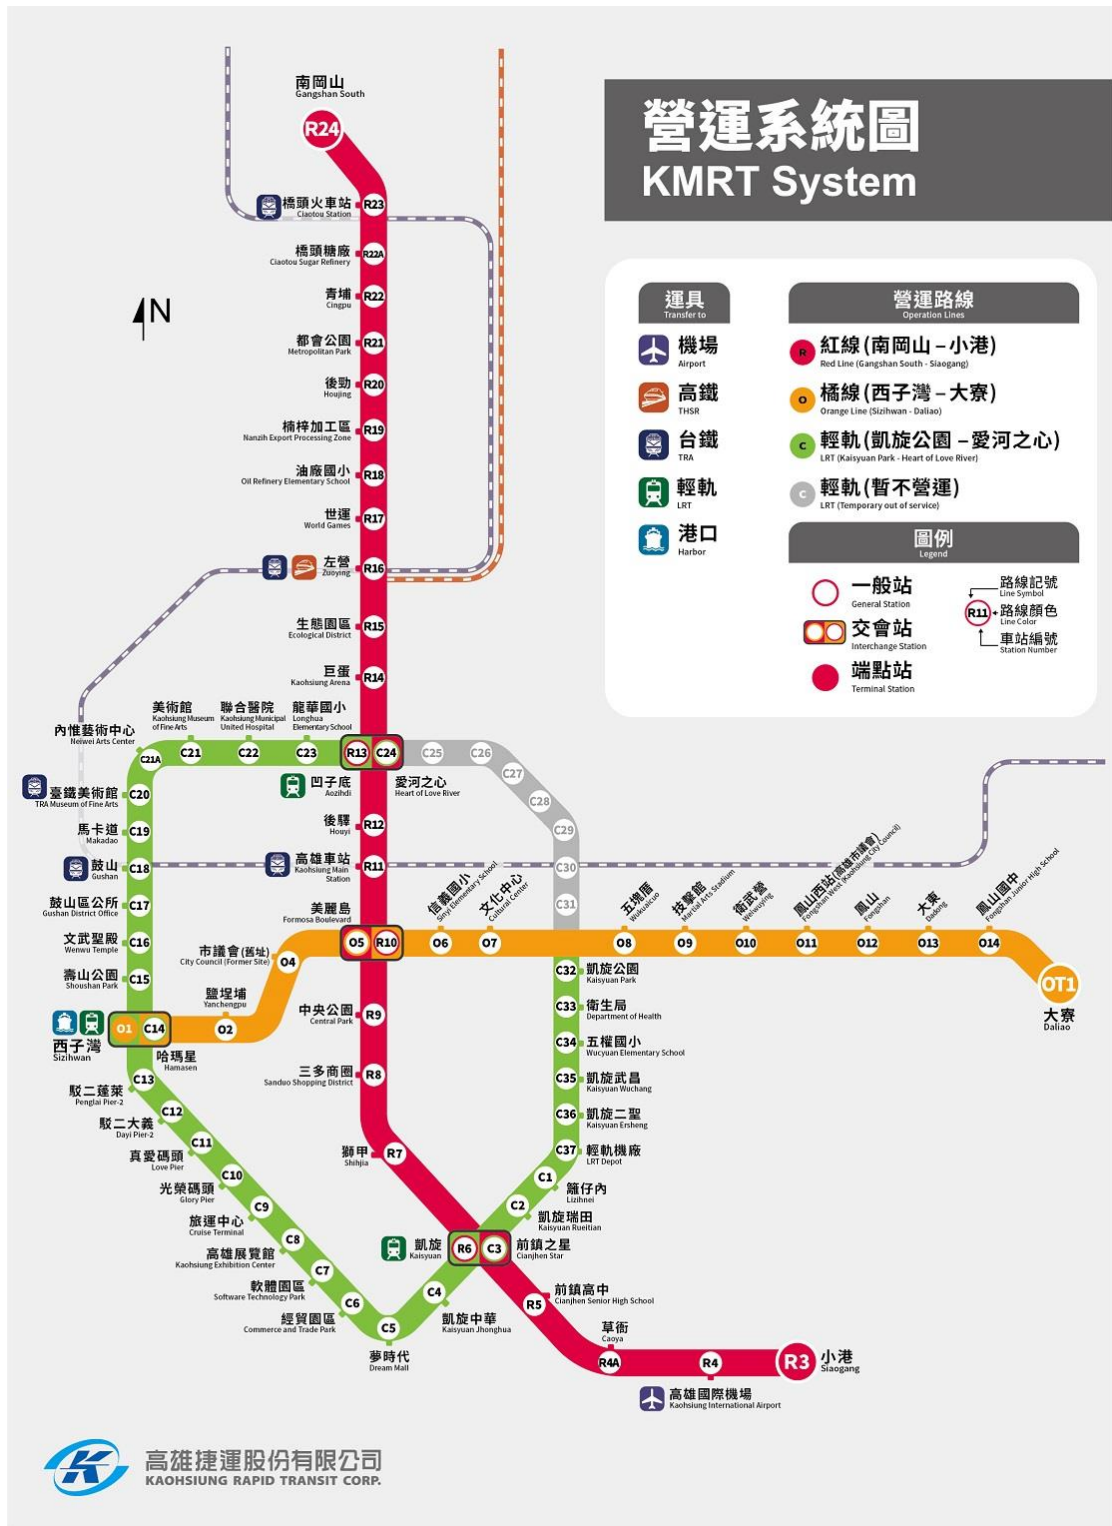 營運系統圖
KMRT System
運具
Transfer to
機場
Airport
高鐵
THSR
台鐵
TRA
輕軌
LRT
港口
Harbor
營運路線
Operation Lines
R
紅線(南岡山–小港)
Red Line (Gangshan South - Siaogang)
O
橘線(西子灣–大寮)
Orange Line (Sizihwan - Daliao)
C
輕軌(凱旋公園 –愛河之心)
LRT (Kaisyuan Park - Heart of Love River)
C
輕軌(暫不營運)
LRT (Temporary out of service)
圖例
Legend
一般站
General Station
交會站
Interchange Station
端點站
Terminal Station
R11
路線記號
Line Symbol
路線顏色
Line Color
車站編號
Station Number
N
南岡山
Gangshan South
R24
橋頭火車站
Ciaotou Station
R23
橋頭糖廠
Ciaotou Sugar Refinery
R22A
青埔
Cingpu
R22
都會公園
Metropolitan Park
R21
後勁
Houjing
R20
楠梓加工區
Nanzih Export Processing Zone
R19
油廠國小
Oil Refinery Elementary School
R18
世運
World Games
R17
左營
Zuoying
R16
生態園區
Ecological District
R15
巨蛋
Kaohsiung Arena
R14
內惟藝術中心
Neiwei Arts Center
C21A
美術館
Kaohsiung Museum
of Fine Arts
C21
聯合醫院
Kaohsiung Municipal
United Hospital
C22
龍華國小
Longhua
Elementary School
C23
R13
C24
凹子底
Aozihdi
愛河之心
Heart of Love River
C25
C26
C27
C28
C29
C30
C31
臺鐵美術館
TRA Museum of Fine Arts
C20
馬卡道
Makadao
C19
鼓山
Gushan
C18
鼓山區公所
Gushan District Office
C17
文武聖殿
Wenwu Temple
C16
壽山公園
Shoushan Park
C15
後驛
Houyi
R12
高雄車站
Kaohsiung Main
Station
R11
美麗島
Formosa Boulevard
O5
R10
信義國小
Sinyi Elementary School
O6
文化中心
Cultural Center
O7
五塊厝
Wukuaicuo
O8
技擊館
Martial Arts Stadium
O9
衛武營
Weiwuying
O10
鳳山西站(高雄市議會)
Fongshan West (Kaohsiung City Council)
O11
鳳山
Fongshan
O12
大東
Dadong
O13
鳳山國中
Fongshan Junior High School
O14
OT1
大寮
Daliao
市議會(舊址)
City Council (Former Site)
O4
鹽埕埔
Yanchengpu
O2
西子灣
Sizihwan
O1
C14
哈瑪星
Hamasen
中央公園
Central Park
R9
三多商圈
Sanduo Shopping District
R8
獅甲
Shihjia
R7
C32
凱旋公園
Kaisyuan Park
C33
衛生局
Department of Health
C34
五權國小
Wucyuan Elementary School
C35
凱旋武昌
Kaisyuan Wuchang
C36
凱旋二聖
Kaisyuan Ersheng
C37
輕軌機廠
LRT Depot
C1
籬仔內
Lizihnei
C2
凱旋瑞田
Kaisyuan Rueitian
凱旋
Kaisyuan
R6
C3
前鎮之星
Cianjhen Star
C4
凱旋中華
Kaisyuan Jhonghua
C13
駁二蓬萊
Penglai Pier-2
C12
駁二大義
Dayi Pier-2
C11
真愛碼頭
Love Pier
C10
光榮碼頭
Glory Pier
C9
旅運中心
Cruise Terminal
C8
高雄展覽館
Kaohsiung Exhibition Center
C7
軟體園區
Software Technology Park
C6
經貿園區
Commerce and Trade Park
C5
夢時代
Dream Mall
R5
前鎮高中
Cianjhen Senior High School
草衙
Caoya
R4A
R4
高雄國際機場
Kaohsiung International Airport
R3
小港
Siaogang
K
高雄捷運股份有限公司
KAOHSIUNG RAPID TRANSIT CORP.